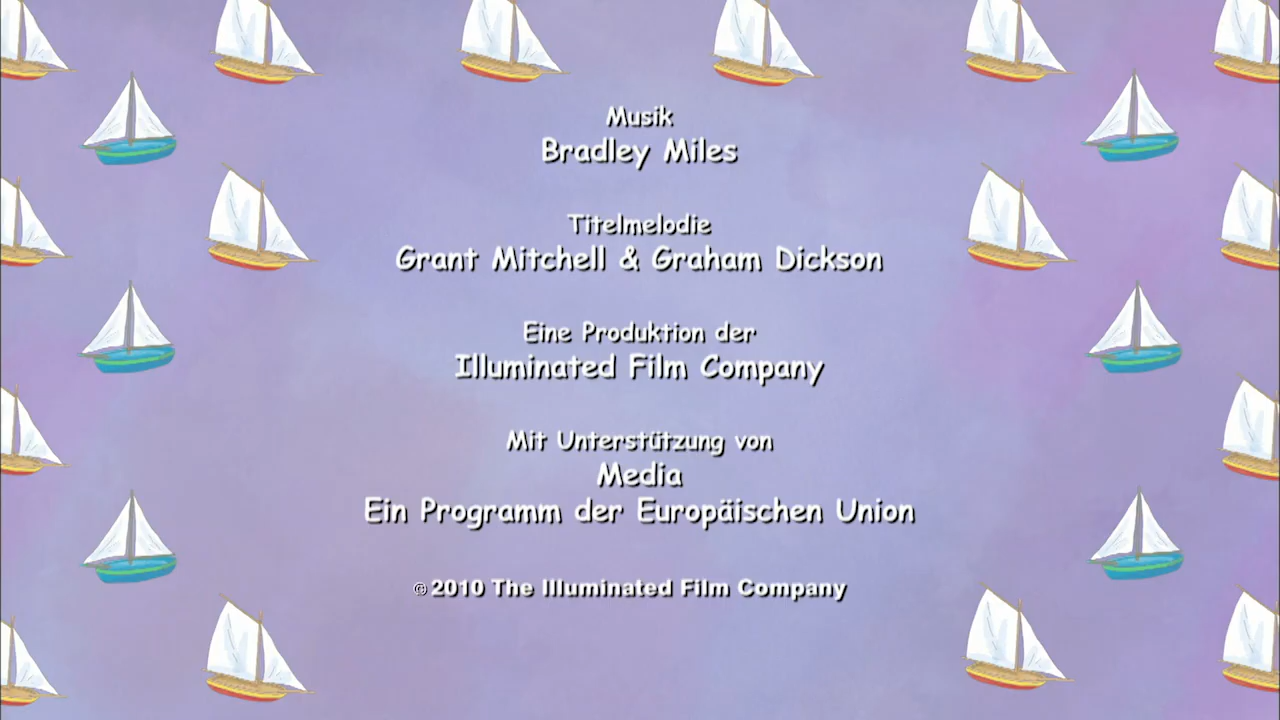 Musik
Bradley Miles
Titelmelodie
Grant Mitchell & Graham Dickson
Eine Produktion der
Illuminated Film Company
Mit Unterstützung von
Media
Ein Programm der Europäischen Union
© 2010 The Illuminated Film Company